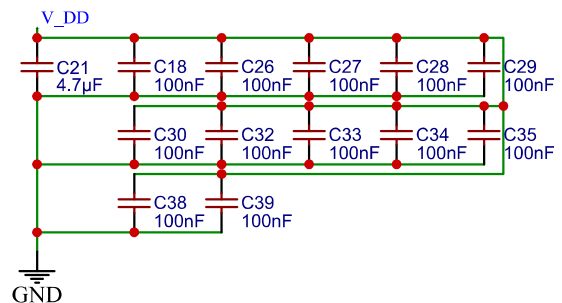 V_DD
C21 C18 C26 C27 C28 C29
4.7µF 100nF 100nF 100nF 100nF 100nF
C30 C32 C33 C34 C35
100nF 100nF 100nF 100nF 100nF
C38 C39
100nF 100nF
GND